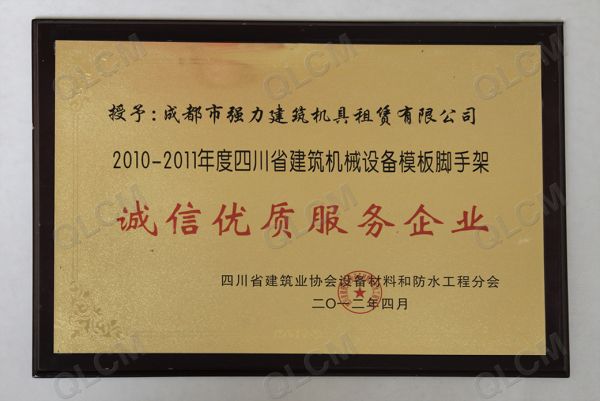 授予：成都市强力建筑机具租赁有限公司
2010-2011年度四川省建筑机械设备模板脚手架
诚信优质服务企业
四川省建筑业协会设备材料和防水工程分会
二〇一二年四月
QLCM